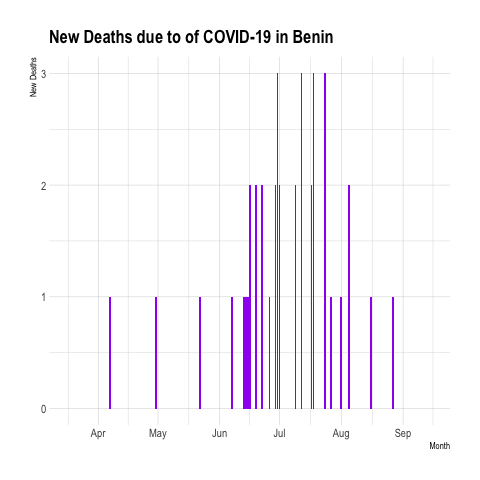 New Deaths due to of COVID-19 in Benin
New Deaths
3
2
1
0
Apr May Jun Jul Aug Sep
Month